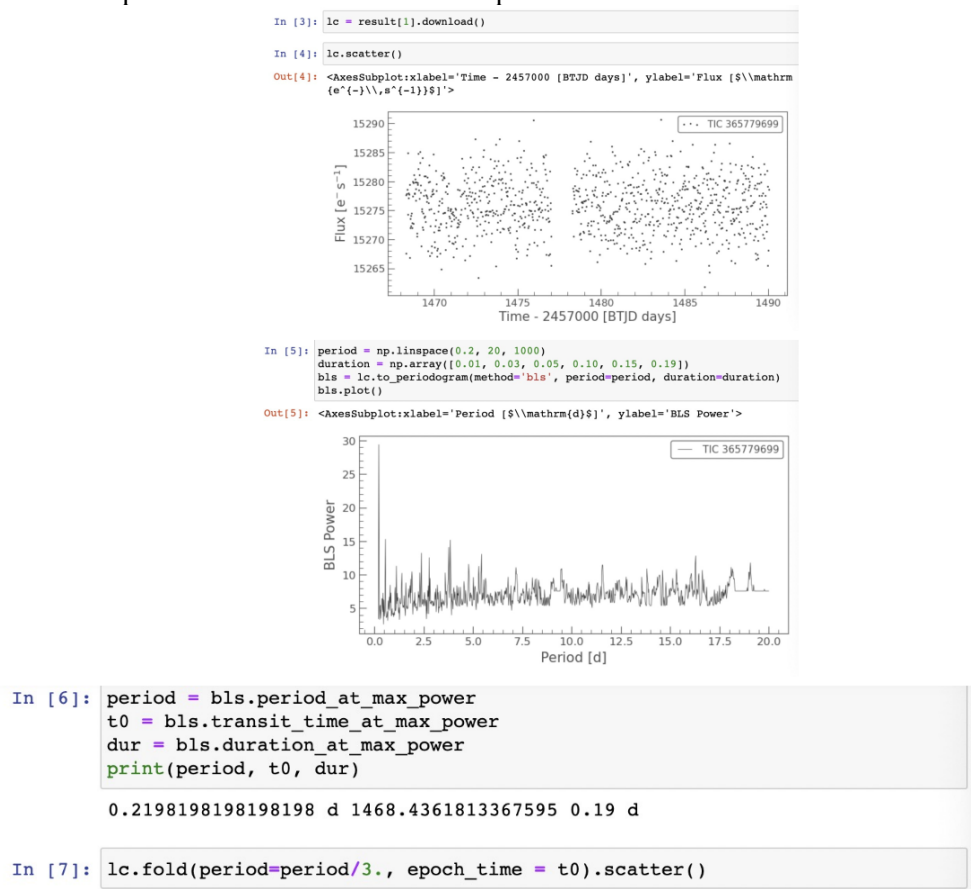 In [3]: lc = result[1].download()
In [4]: lc.scatter()
Out[4]: <AxesSubplot:xlabel='Time - 2457000 [BTJD days]', ylabel='Flux [$\\mathrm
{e^{-}\\,s^{-1}}$]'>
TIC 365779699
15290
15285
15280
15275
15270
15265
Flux [e⁻ s⁻¹]
1470 1475 1480 1485 1490
Time - 2457000 [BTJD days]
In [5]: period = np.linspace(0.2, 20, 1000)
duration = np.array([0.01, 0.03, 0.05, 0.10, 0.15, 0.19])
bls = lc.to_periodogram(method='bls', period=period, duration=duration)
bls.plot()
Out[5]: <AxesSubplot:xlabel='Period [$\\mathrm{d}$]', ylabel='BLS Power'>
TIC 365779699
30
25
20
15
10
5
BLS Power
0.0 2.5 5.0 7.5 10.0 12.5 15.0 17.5 20.0
Period [d]
In [6]: period = bls.period_at_max_power
t0 = bls.transit_time_at_max_power
dur = bls.duration_at_max_power
print(period, t0, dur)
0.2198198198198198 d 1468.4361813367595 0.19 d
In [7]: lc.fold(period=period/3., epoch_time = t0).scatter()